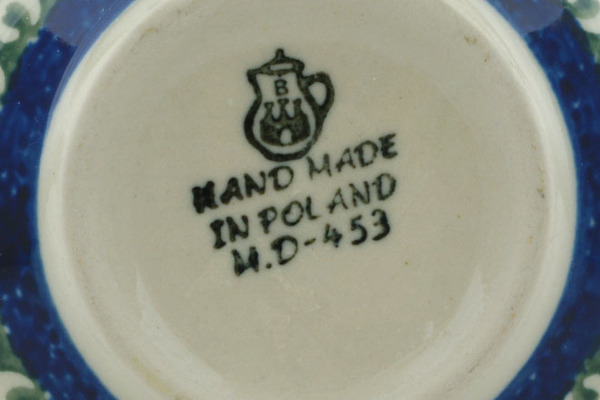 B
HAND MADE
IN POLAND
M.D-453